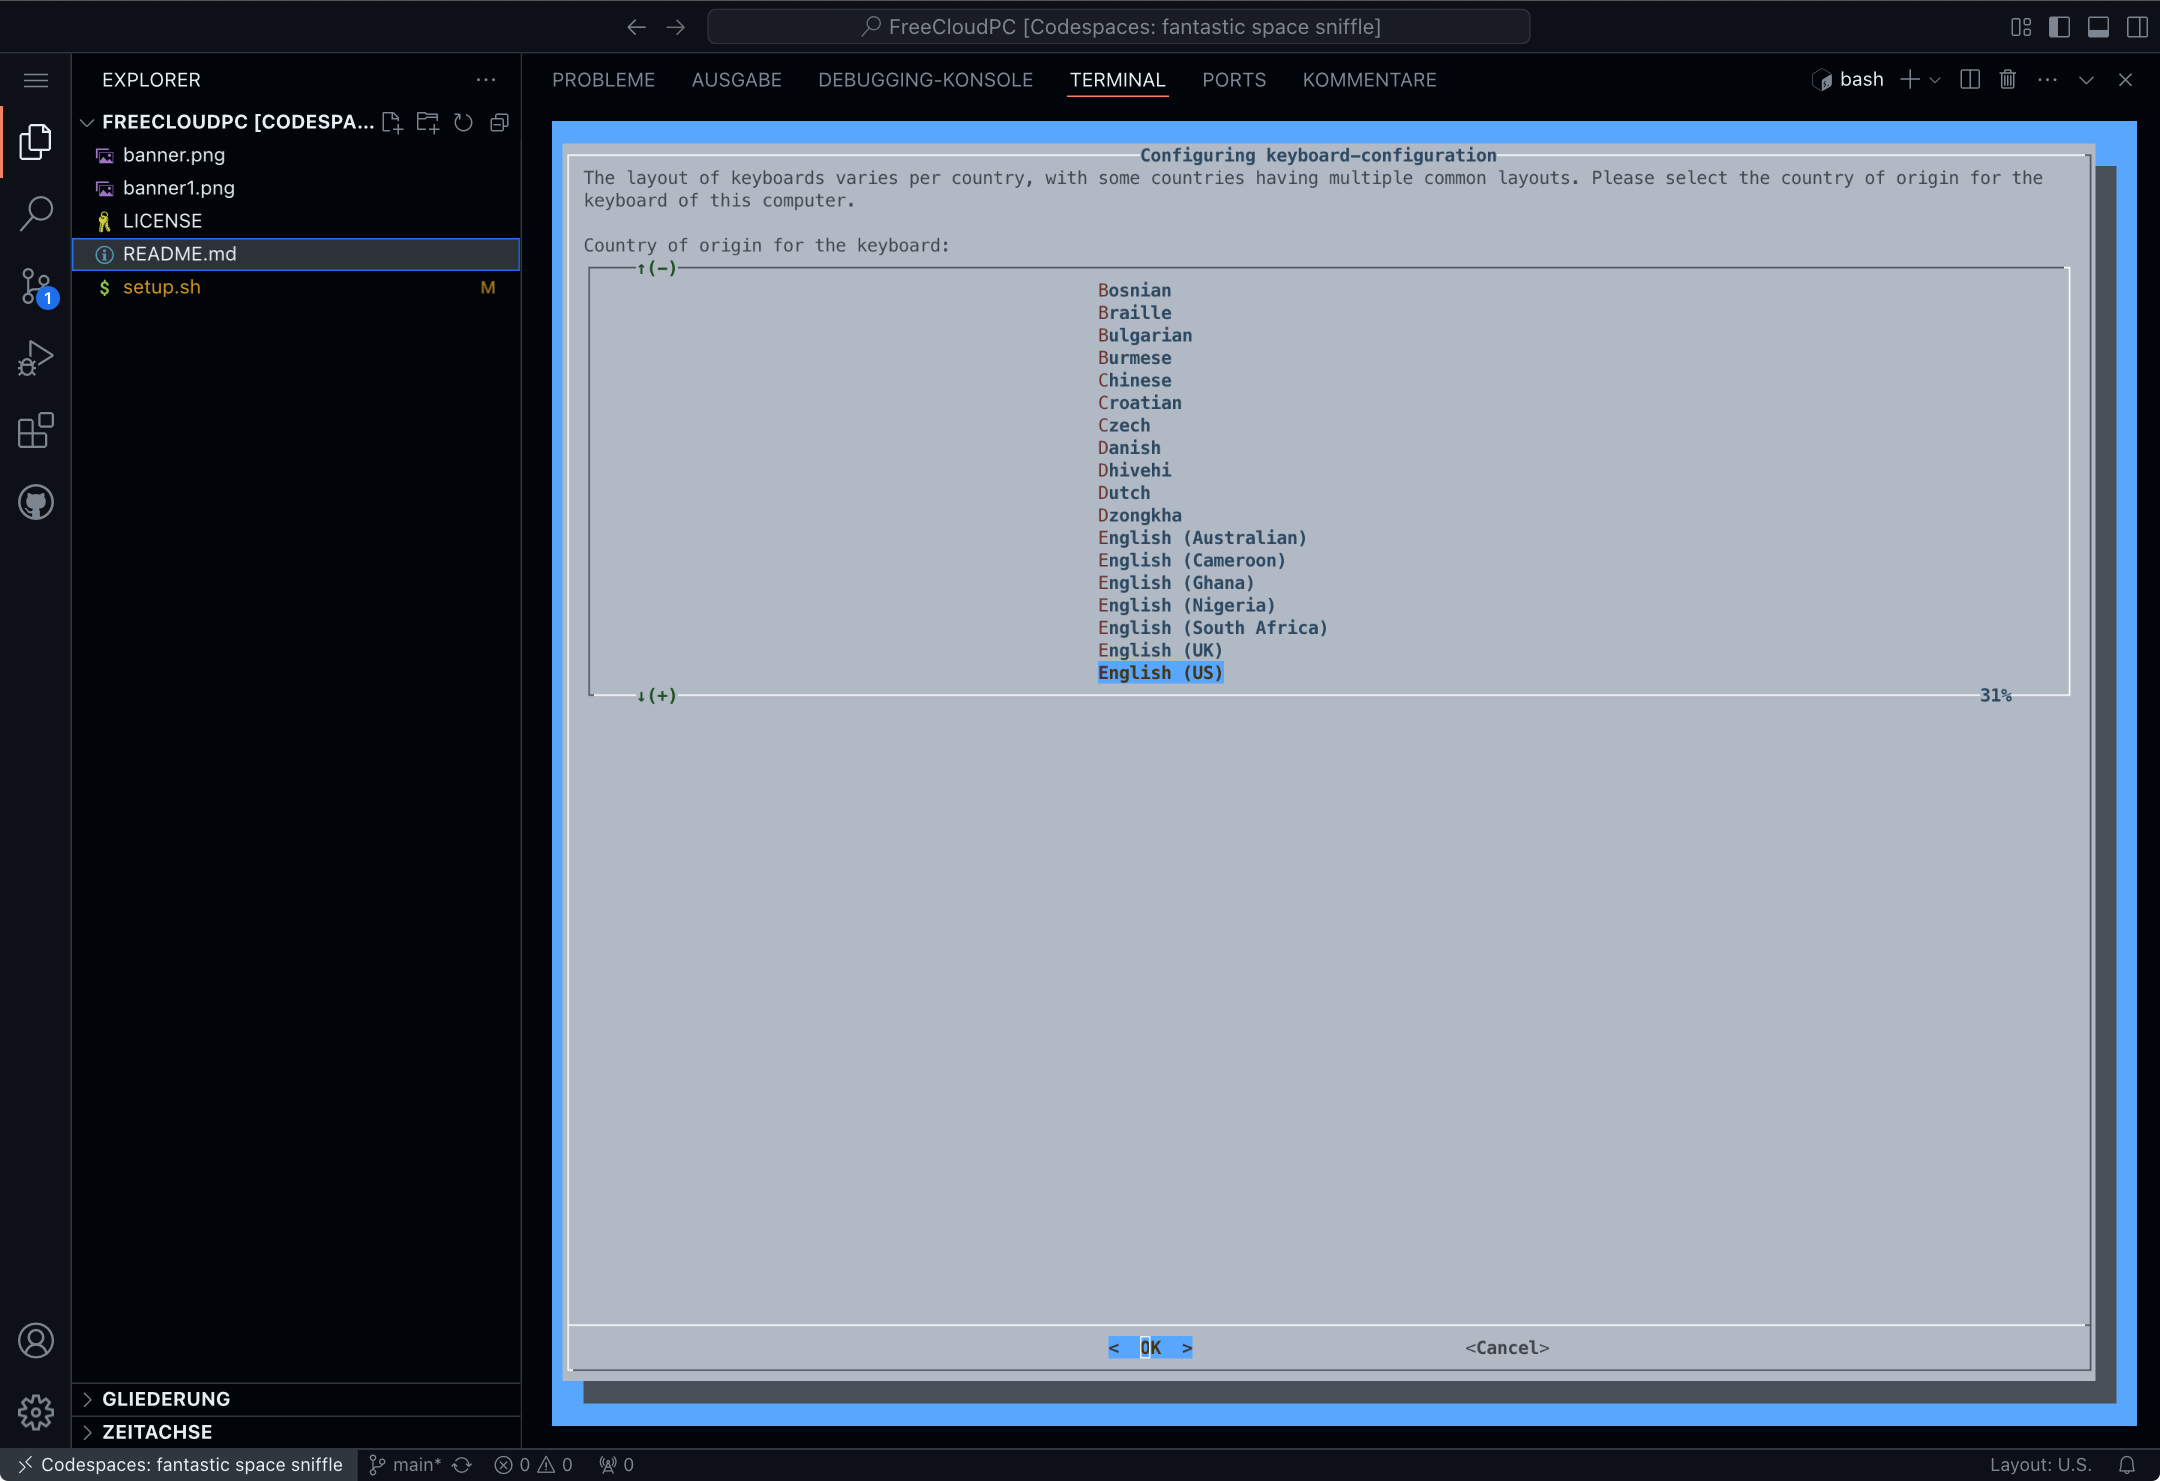 FreeCloudPC [Codespaces: fantastic space sniffle]
EXPLORER
FREECLOUDPC [CODESPA...
banner.png
banner1.png
LICENSE
README.md
setup.sh M
1
GLIEDERUNG
ZEITACHSE
PROBLEME AUSGABE DEBUGGING-KONSOLE TERMINAL PORTS KOMMENTARE
bash
Configuring keyboard-configuration
The layout of keyboards varies per country, with some countries having multiple common layouts. Please select the country of origin for the
keyboard of this computer.
Country of origin for the keyboard:
↑(-)
Bosnian
Braille
Bulgarian
Burmese
Chinese
Croatian
Czech
Danish
Dhivehi
Dutch
Dzongkha
English (Australian)
English (Cameroon)
English (Ghana)
English (Nigeria)
English (South Africa)
English (UK)
English (US)
↓(+) 31%
< OK > <Cancel>
Codespaces: fantastic space sniffle main* 0 0 0 Layout: U.S.